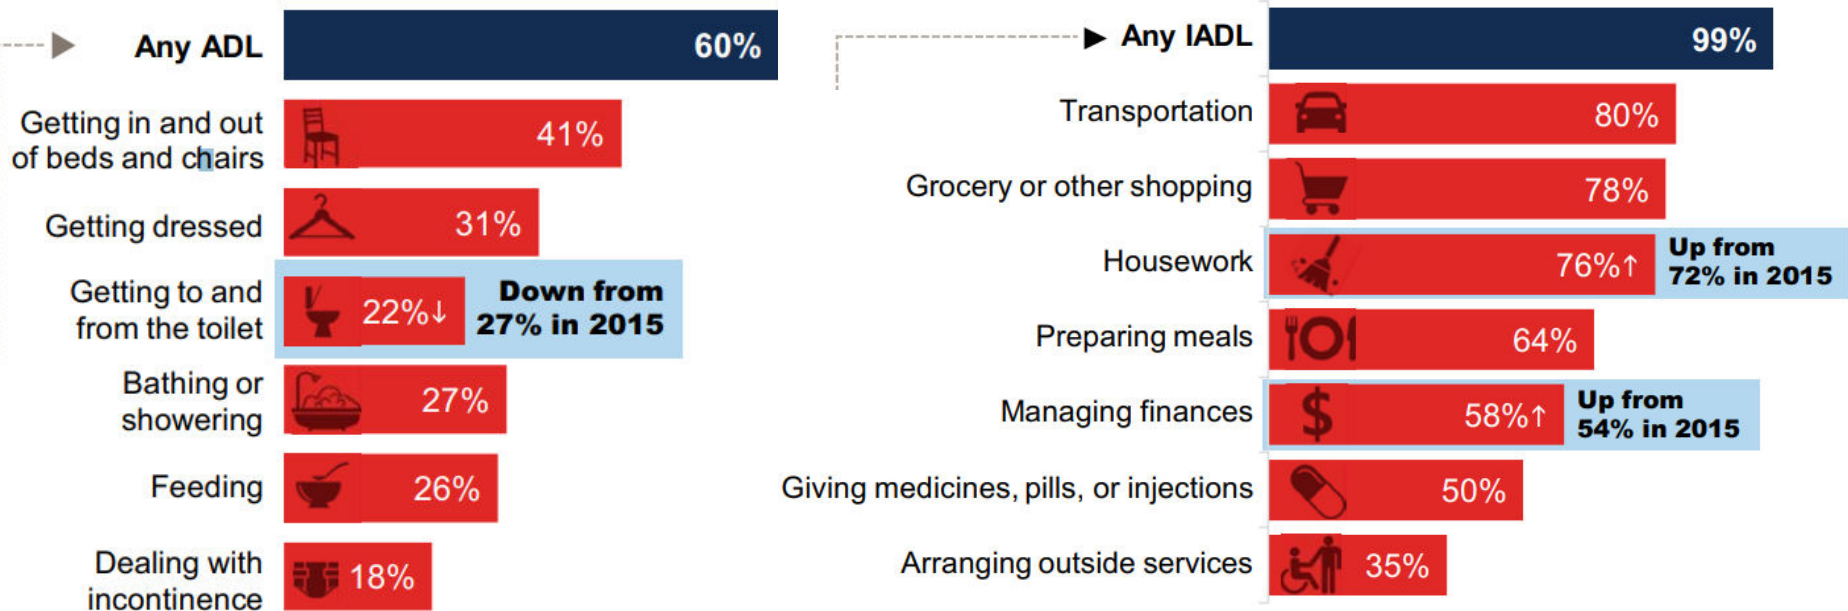 Any ADL
60%
Getting in and out
of beds and chairs
41%
Getting dressed
31%
Getting to and
from the toilet
22%↓
Down from
27% in 2015
Bathing or
showering
27%
Feeding
26%
Dealing with
incontinence
18%
Any IADL
99%
Transportation
80%
Grocery or other shopping
78%
Housework
76%↑
Up from
72% in 2015
Preparing meals
64%
Managing finances
$
58%↑
Up from
54% in 2015
Giving medicines, pills, or injections
50%
Arranging outside services
35%